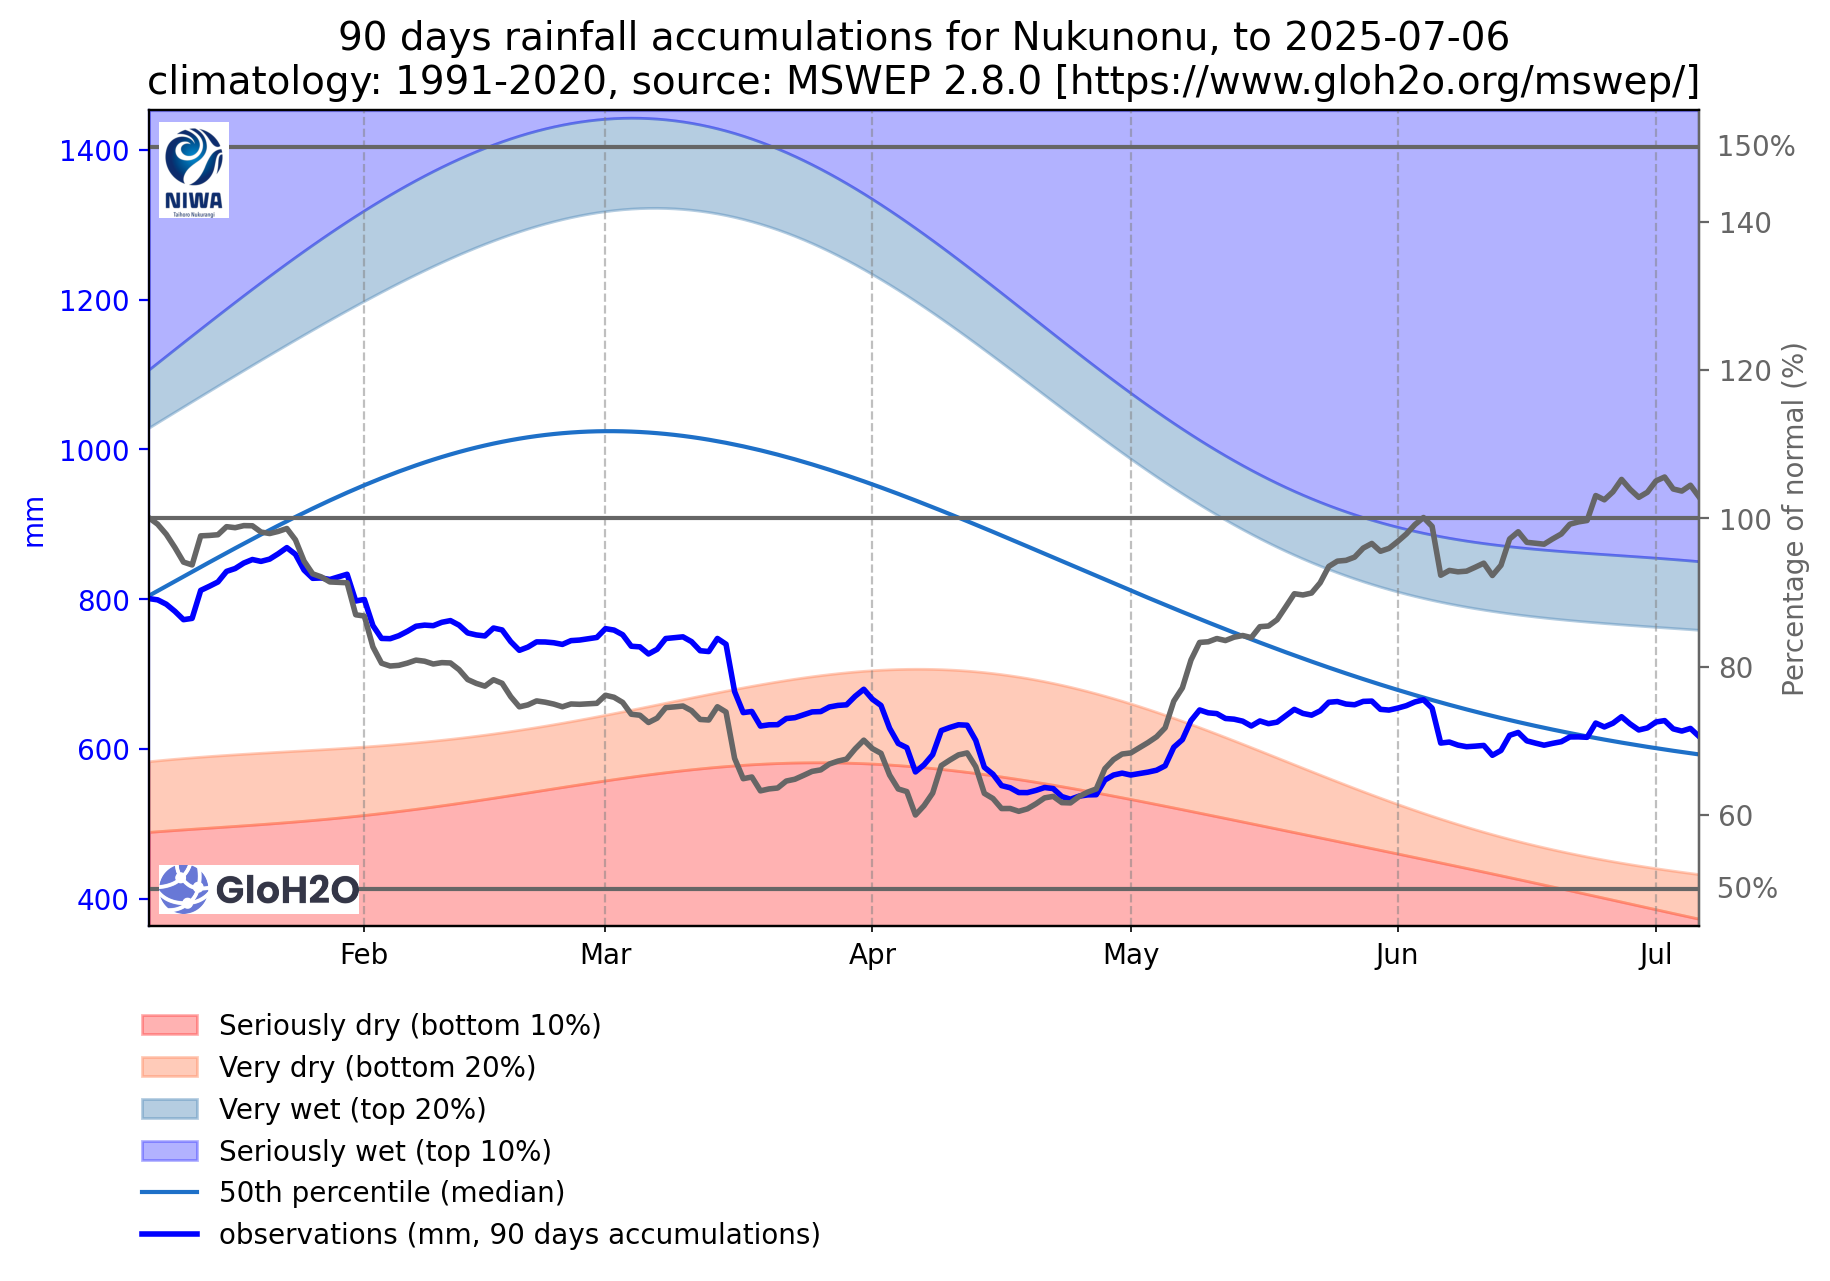 90 days rainfall accumulations for Nukunonu, to 2025-07-06
climatology: 1991-2020, source: MSWEP 2.8.0 [https://www.gloh2o.org/mswep/]
NIWA
Taihoro Nukurangi
1400
1200
1000
800
600
400
mm
150%
140
120
100
80
60
50%
Percentage of normal (%)
GloH2O
Feb
Mar
Apr
May
Jun
Jul
Seriously dry (bottom 10%)
Very dry (bottom 20%)
Very wet (top 20%)
Seriously wet (top 10%)
50th percentile (median)
observations (mm, 90 days accumulations)